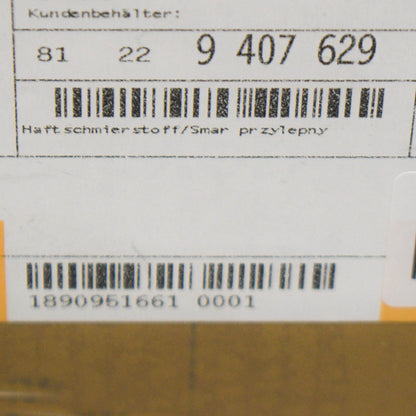 Kundenbehälter:
81 22 9 407 629
Haftschmierstoff/Smar przylepny
1890951661 0001